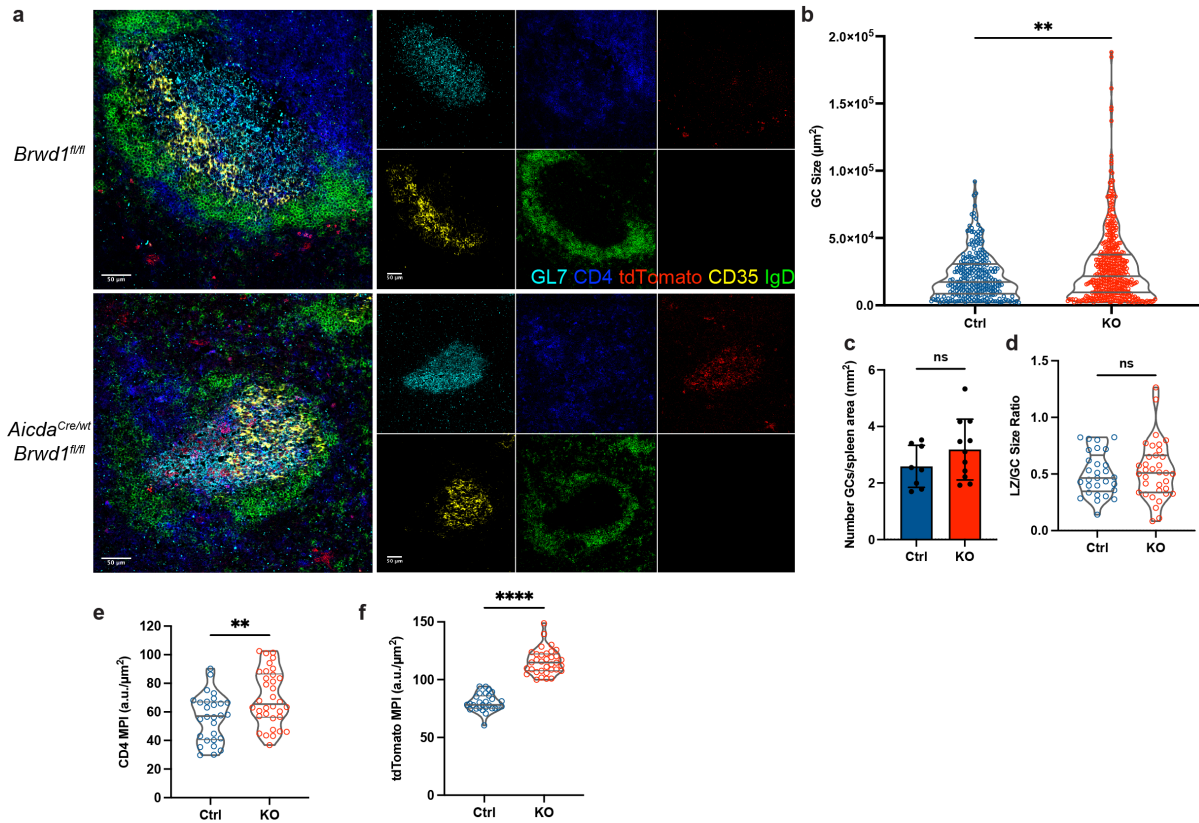 a
Brwd1fl/fl
50 µm
50 µm
GL7 CD4 tdTomato CD35 IgD
AicdaCre/wt
Brwd1fl/fl
50 µm
50 µm
b
**
2.0×10⁵
1.5×10⁵
1.0×10⁵
5.0×10⁴
0.0
GC Size (µm²)
Ctrl
KO
c
ns
6
4
2
0
Number GCs/spleen area (mm²)
Ctrl
KO
d
ns
1.5
1.0
0.5
0.0
LZ/GC Size Ratio
Ctrl
KO
e
**
120
100
80
60
40
20
0
CD4 MPI (a.u./µm²)
Ctrl
KO
f
****
150
100
50
0
tdTomato MPI (a.u./µm²)
Ctrl
KO